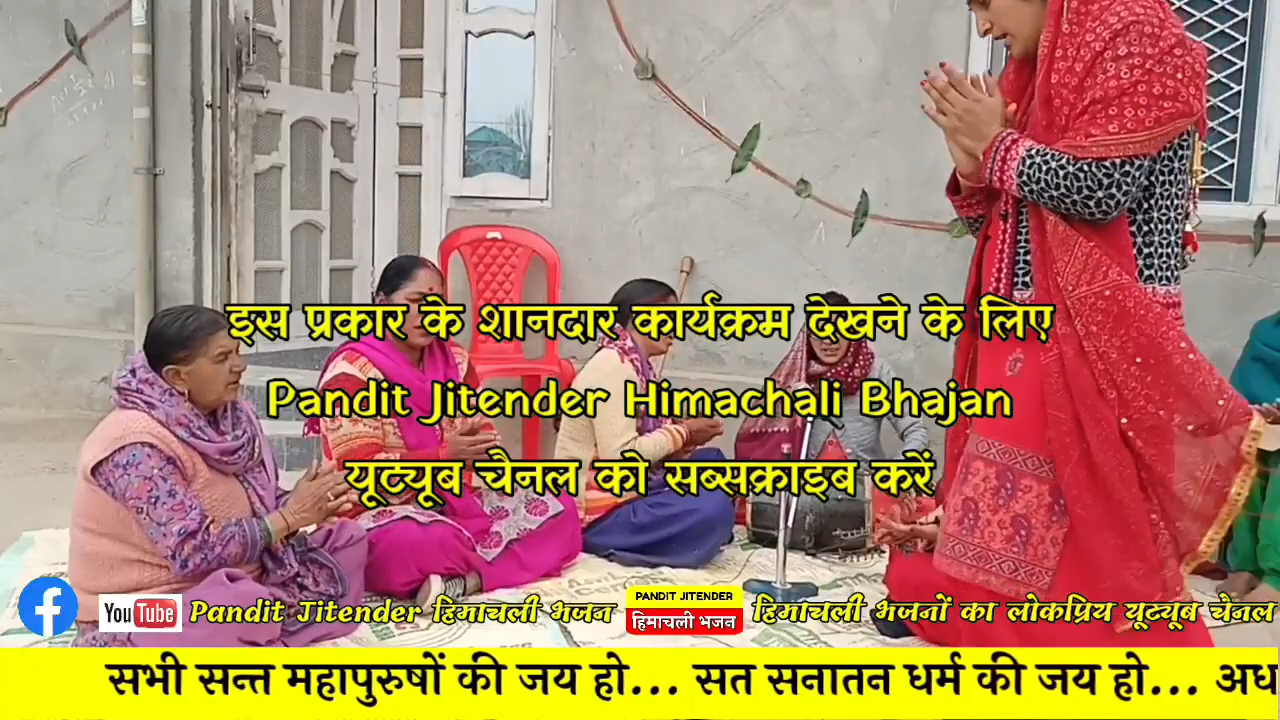 इस प्रकार के शानदार कार्यक्रम देखने के लिए
Pandit Jitender Himachali Bhajan
यूट्यूब चैनल को सब्सक्राइब करें
f YouTube Pandit Jitender हिमाचली भजन
PANDIT JITENDER
हिमाचली भजन
हिमाचली भजनों का लोकप्रिय यूट्यूब चैनल
सभी सन्त महापुरुषों की जय हो... सत सनातन धर्म की जय हो... अध